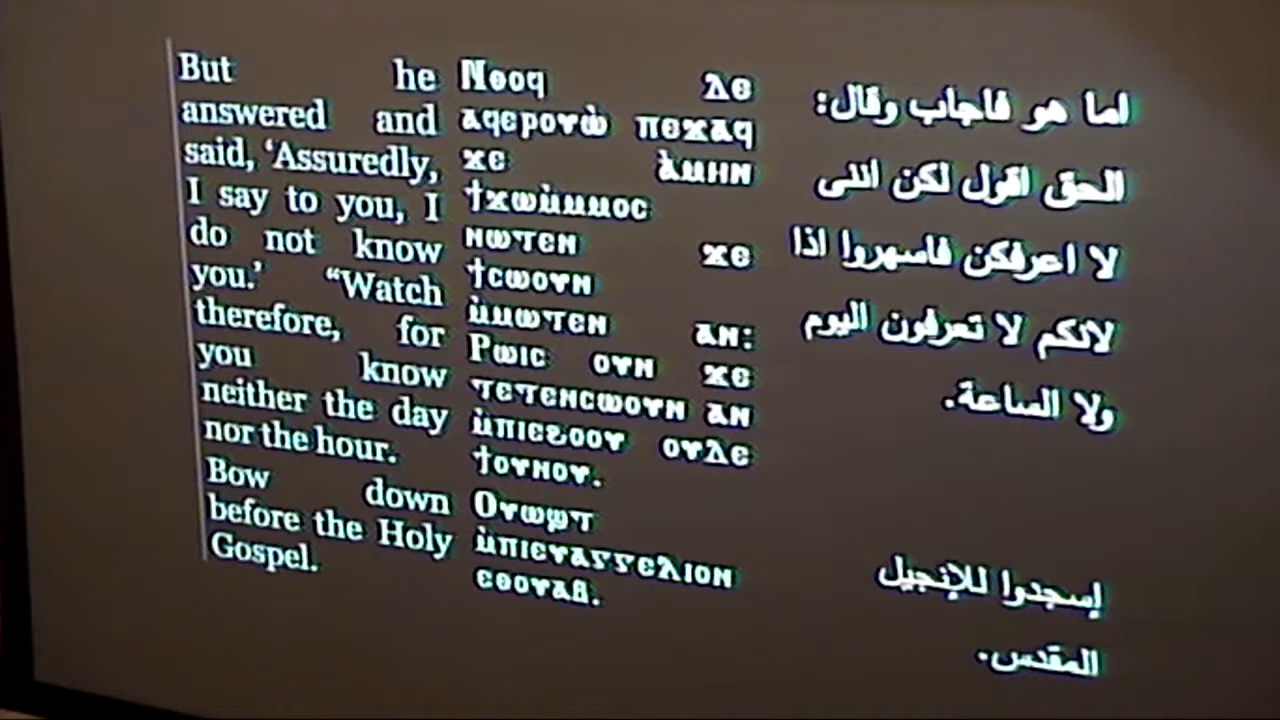 But he
answered and
said, ‘Assuredly,
I say to you, I
do not know
you.’ “Watch
therefore, for
you know
neither the day
nor the hour.
Bow down
before the Holy
Gospel.
Ⲛⲑⲟϥ ⲇⲉ
ⲁϥⲉⲣⲟⲩⲱ̀ ⲡⲉϫⲁϥ
ϫⲉ ⲁ̀ⲙⲏⲛ
ϯϫⲱⲙ̀ⲙⲙⲟⲥ
ⲛⲱⲧⲉⲛ ϫⲉ
ϯⲥⲱⲟⲩⲛ
ⲙ̀ⲙⲱⲧⲉⲛ ⲁⲛ:
Ⲣⲱⲓⲥ ⲟⲩⲛ ϫⲉ
ⲧⲉⲧⲉⲛⲥⲱⲟⲩⲛ ⲁⲛ
ⲙ̀ⲡⲓⲉϩⲟⲟⲩ ⲟⲩⲇⲉ
ϯⲟⲩⲛⲟⲩ.
Ⲟⲩⲱϣⲧ
ⲙ̀ⲡⲓⲉⲩⲁⲅⲅⲉⲗⲓⲟⲛ
ⲉⲑⲟⲩⲁⲃ.
اما هو فاجاب وقال:
الحق اقول لكن اننى
لا اعرفكن فاسهروا اذا
لانكم لا تعرفون اليوم
ولا الساعة.
إسجدوا للإنجيل
المقدس.